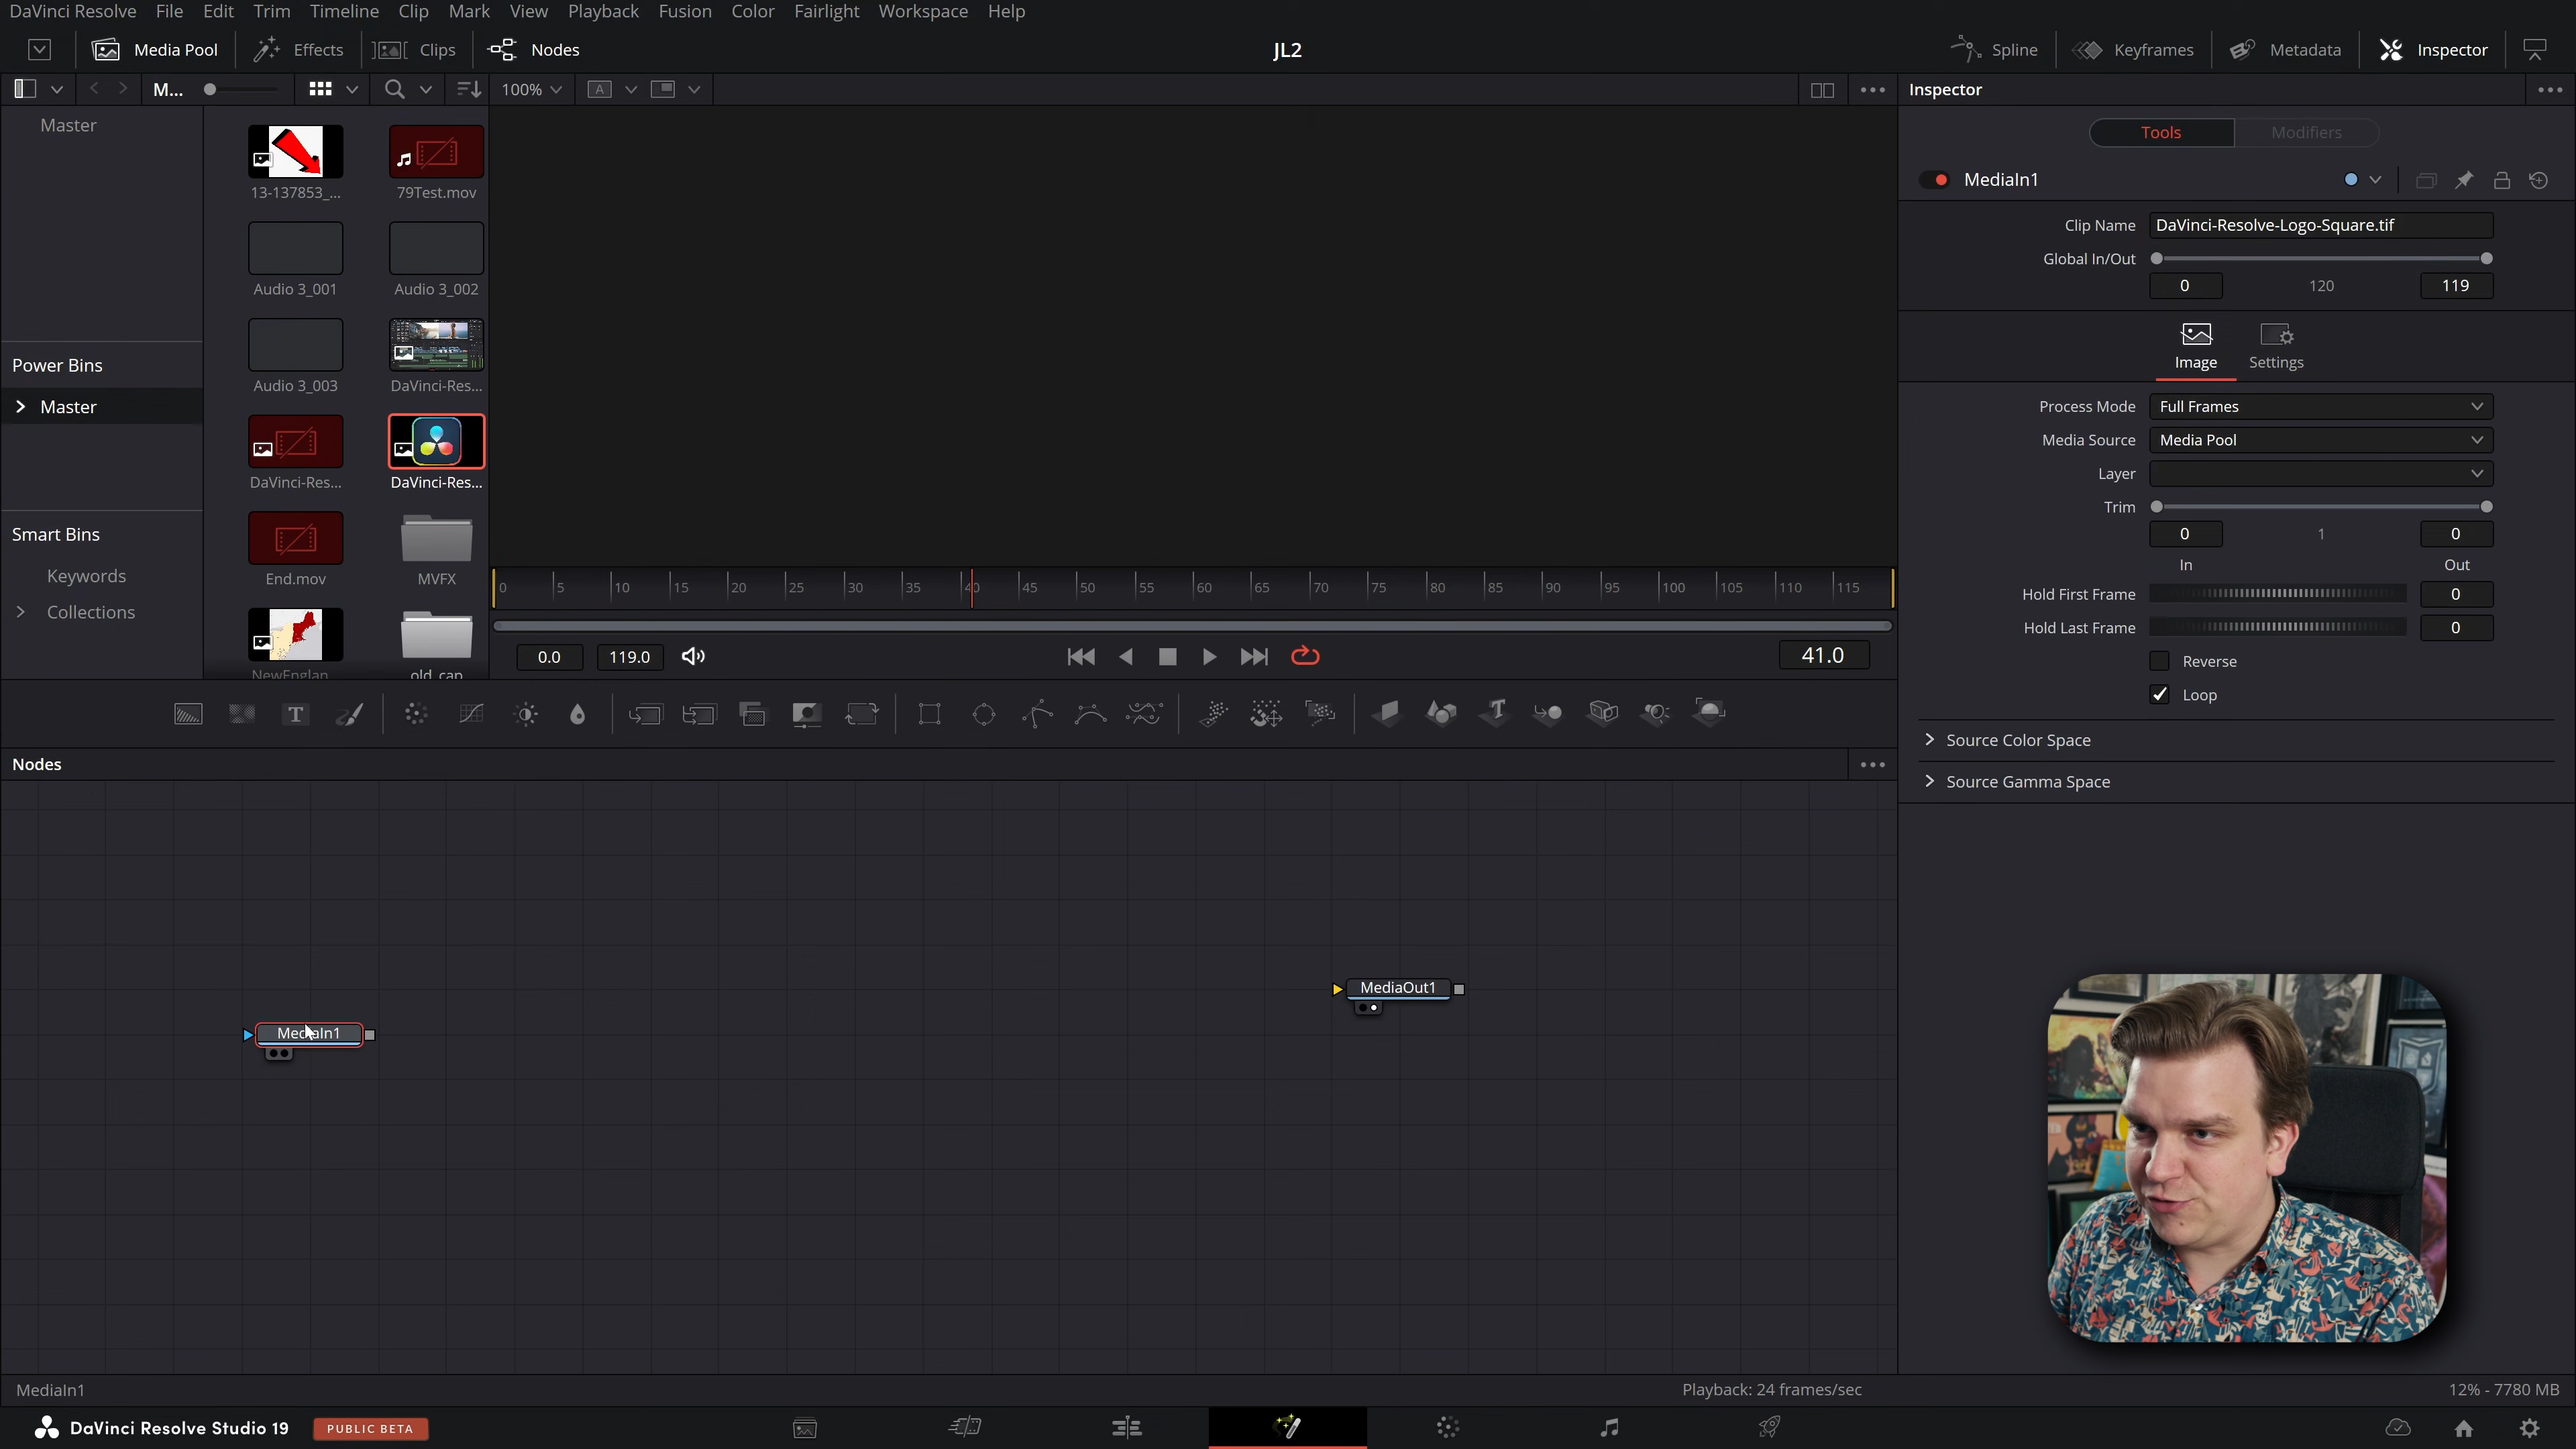 DaVinci Resolve File Edit Trim Timeline Clip Mark View Playback Fusion Color Fairlight Workspace Help
Media Pool Effects Clips Nodes JL2 Spline Keyframes Metadata Inspector
M... 100% A Inspector
Master
13-137853_... 79Test.mov
Audio 3_001 Audio 3_002
Audio 3_003 DaVinci-Res...
DaVinci-Res... DaVinci-Res...
End.mov MVFX
NewEnglan old cap
Power Bins
Master
Smart Bins
Keywords
Collections
0 5 10 15 20 25 30 35 40 45 50 55 60 65 70 75 80 85 90 95 100 105 110 115
0.0 119.0 41.0
Tools Modifiers
MediaIn1
Clip Name DaVinci-Resolve-Logo-Square.tif
Global In/Out
0 120 119
Image Settings
Process Mode Full Frames
Media Source Media Pool
Layer
Trim
0 1 0
In Out
Hold First Frame 0
Hold Last Frame 0
Reverse
Loop
Source Color Space
Source Gamma Space
T
Nodes
MediaOut1
MediaIn1
MediaIn1 Playback: 24 frames/sec 12% - 7780 MB
DaVinci Resolve Studio 19 PUBLIC BETA